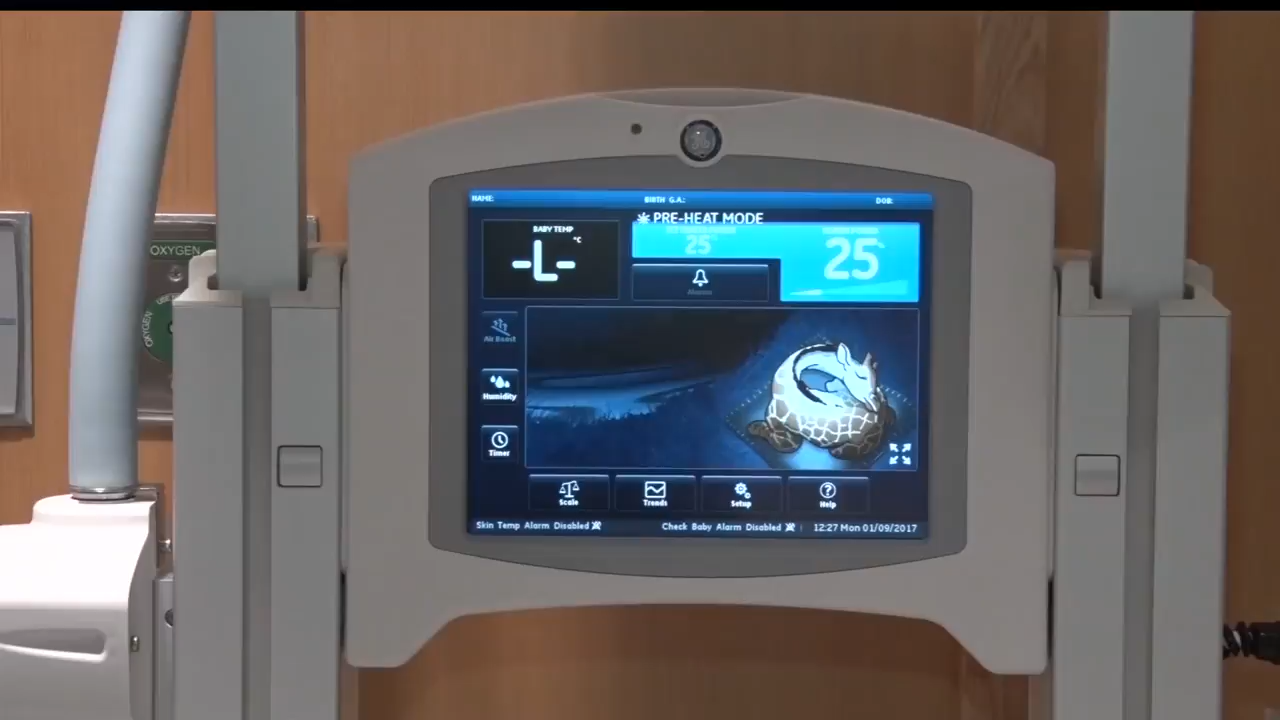 NAME:
BIRTH G.A.:
DOB:
PRE-HEAT MODE
BABY TEMP
°C
-L-
25
25
Air Boost
Humidity
Timer
Scale
Trends
Setup
Help
Skin Temp Alarm Disabled
Check Baby Alarm Disabled
12:27 Mon 01/09/2017
OXYGEN
OXYGEN